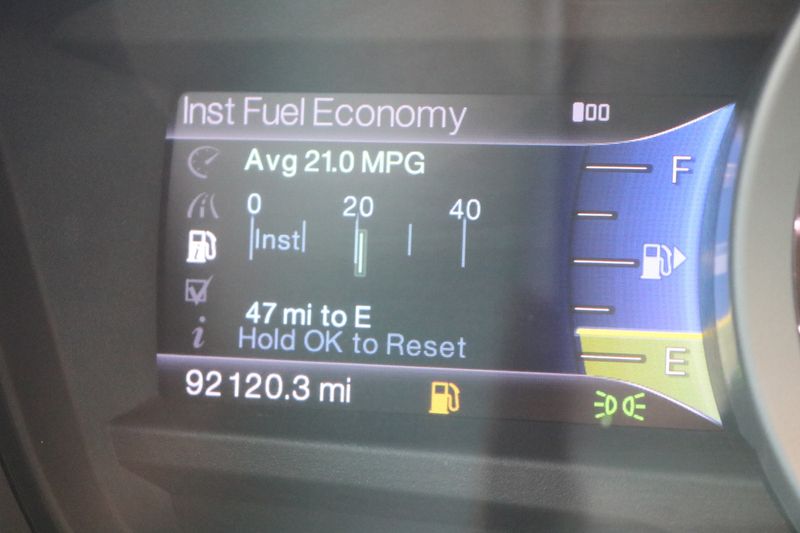 Inst Fuel Economy
Avg 21.0 MPG
F
0 20 40
Inst
47 mi to E
Hold OK to Reset
E
92120.3 mi